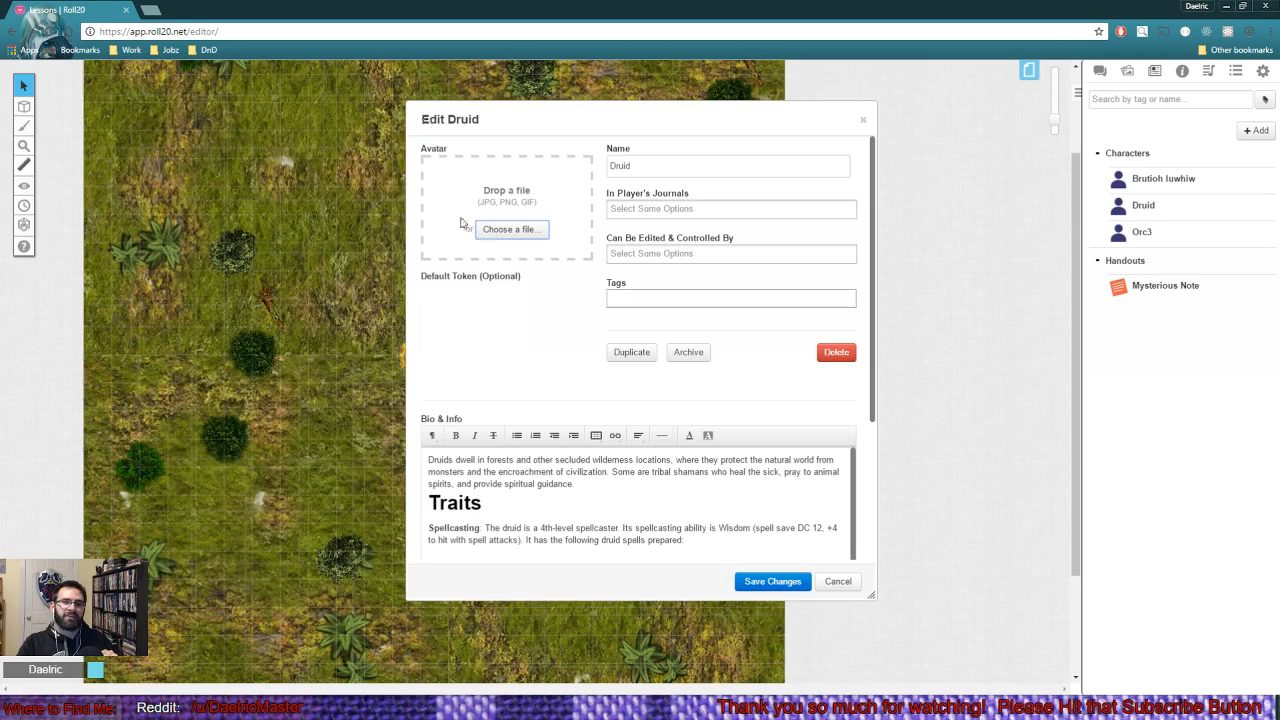 Lessons | Roll20
Daelric
https://app.roll20.net/editor/
Apps
Bookmarks
Work
Jobz
DnD
Other bookmarks
Edit Druid
Avatar
Drop a file
(JPG, PNG, GIF)
or
Choose a file...
Default Token (Optional)
Name
Druid
In Player's Journals
Select Some Options
Can Be Edited & Controlled By
Select Some Options
Tags
Duplicate
Archive
Delete
Bio & Info
Druids dwell in forests and other secluded wilderness locations, where they protect the natural world from
monsters and the encroachment of civilization. Some are tribal shamans who heal the sick, pray to animal
spirits, and provide spiritual guidance.
Traits
Spellcasting: The druid is a 4th-level spellcaster. Its spellcasting ability is Wisdom (spell save DC 12, +4
to hit with spell attacks). It has the following druid spells prepared:
Save Changes
Cancel
Search by tag or name...
+ Add
Characters
Brutioh Iuwhiw
Druid
Orc3
Handouts
Mysterious Note
Daelric
Where to Find Me:
Reddit:
/u/DaelricMaster
Thank you so much for watching! Please Hit that Subscribe Button